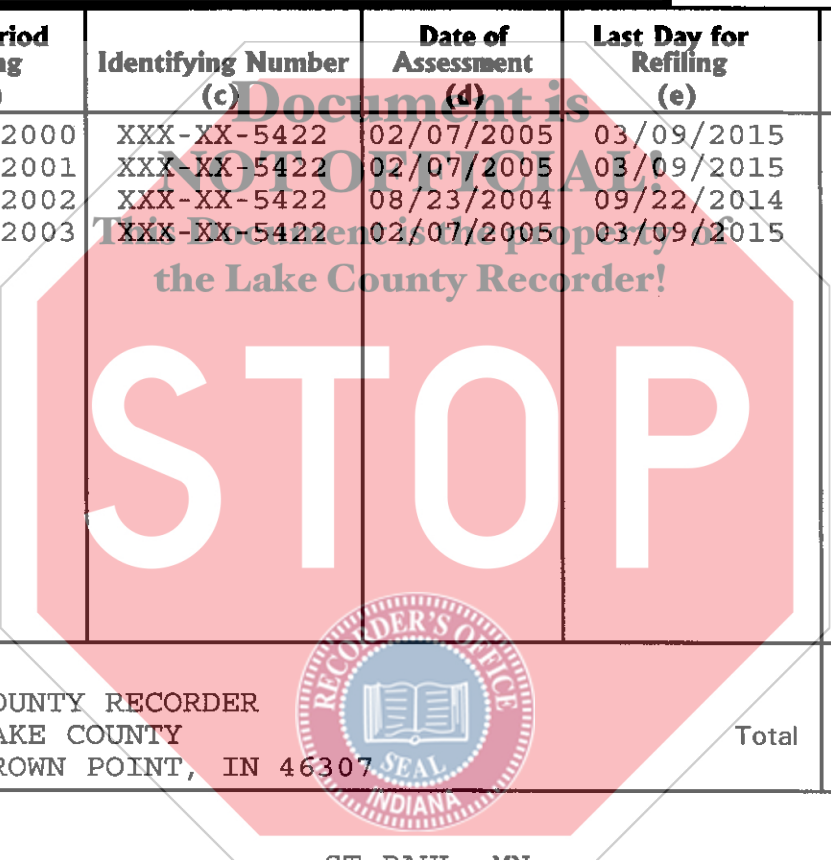 riod Date of Last Day for
ng Identifying Number Assessment Refiling
) (c) (d) (e)
Document is
2000 XXX-XX-5422 02/07/2005 03/09/2015
2001 XXX-XX-5422 02/07/2005 03/09/2015
NOT OFFICIAL!
2002 XXX-XX-5422 08/23/2004 09/22/2014
2003 XXX-XX-5422 02/07/2005 03/09/2015
This Document is the property of
the Lake County Recorder!
STOP
RECORDER'S OFFICE
OUNTY RECORDER
AKE COUNTY Total
ROWN POINT, IN 46307
SEAL
INDIANA